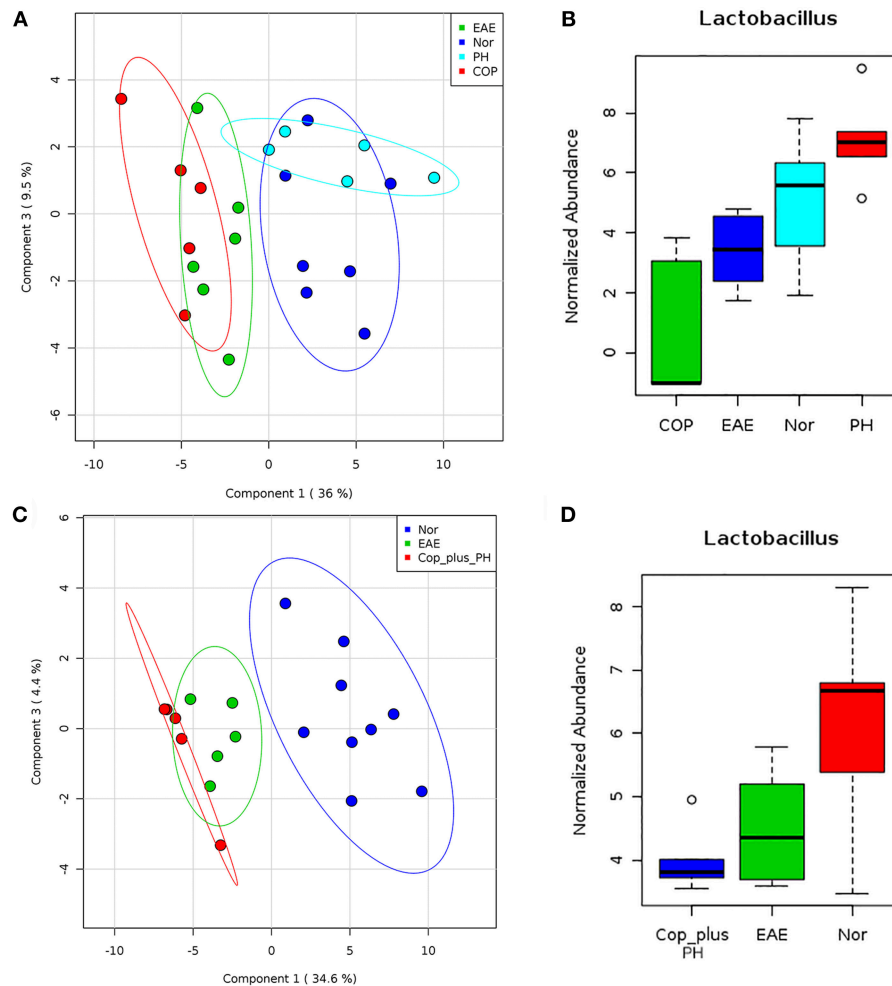 A
EAE
Nor
PH
COP
4
2
0
-2
-4
-6
Component 3 ( 9.5 %)
-10
-5
0
5
10
Component 1 ( 36 %)
B
Lactobacillus
Normalized Abundance
8
6
4
2
0
COP
EAE
Nor
PH
C
Nor
EAE
Cop_plus_PH
6
4
2
0
-2
-4
Component 3 ( 4.4 %)
-10
-5
0
5
10
Component 1 ( 34.6 %)
D
Lactobacillus
Normalized Abundance
8
7
6
5
4
Cop_plus
PH
EAE
Nor